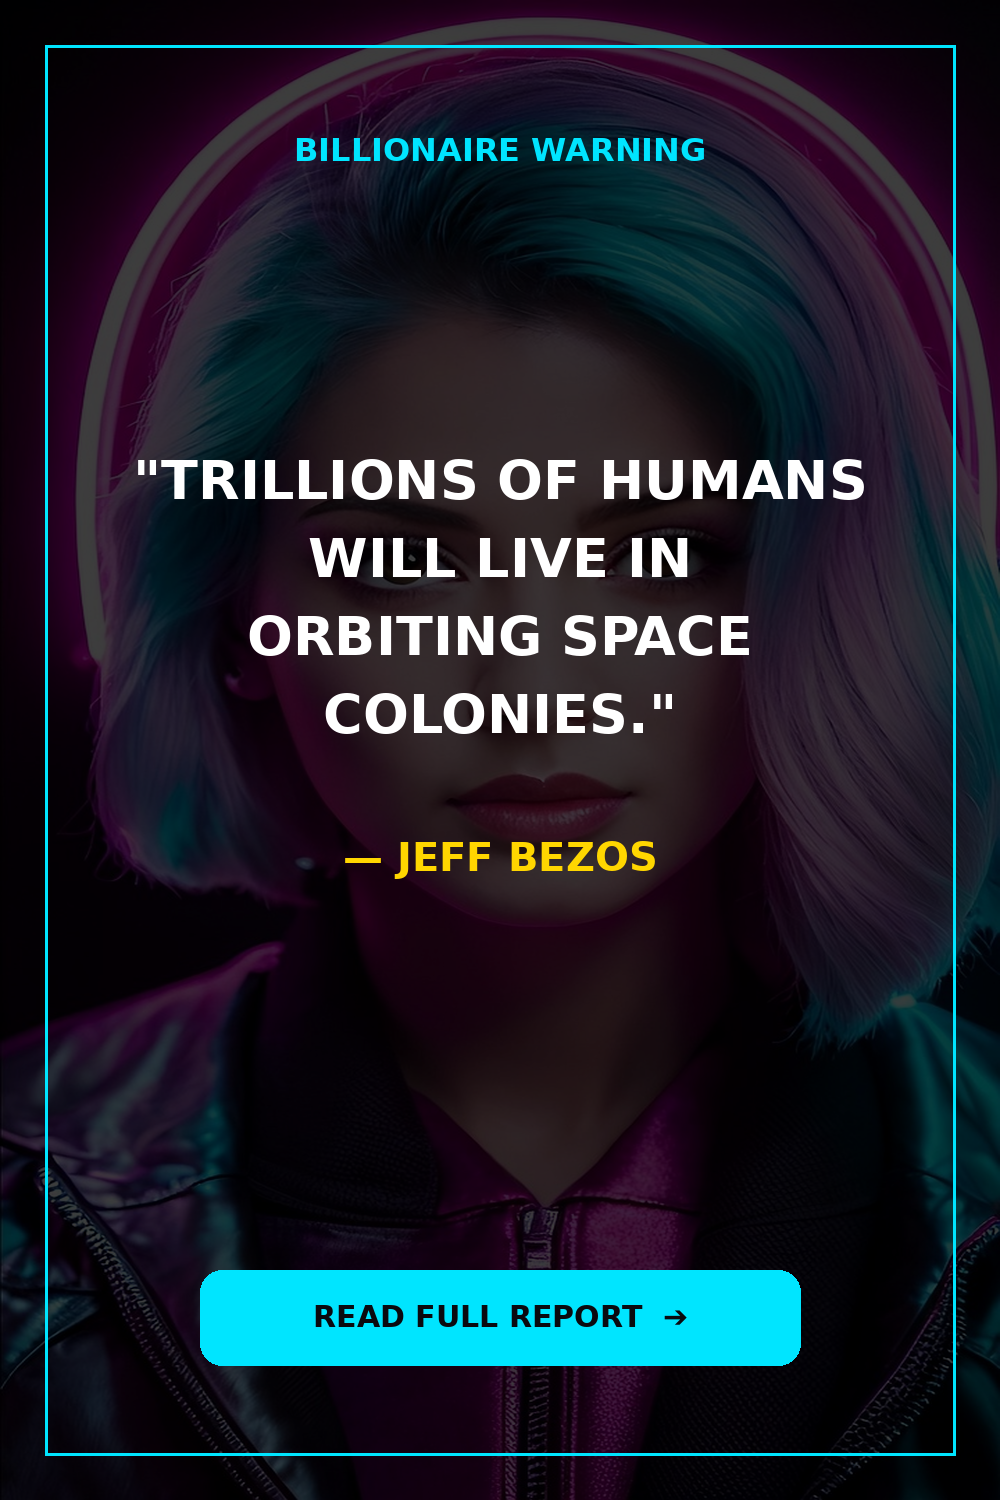 BILLIONAIRE WARNING
"TRILLIONS OF HUMANS
WILL LIVE IN
ORBITING SPACE
COLONIES."
— JEFF BEZOS
READ FULL REPORT ➔